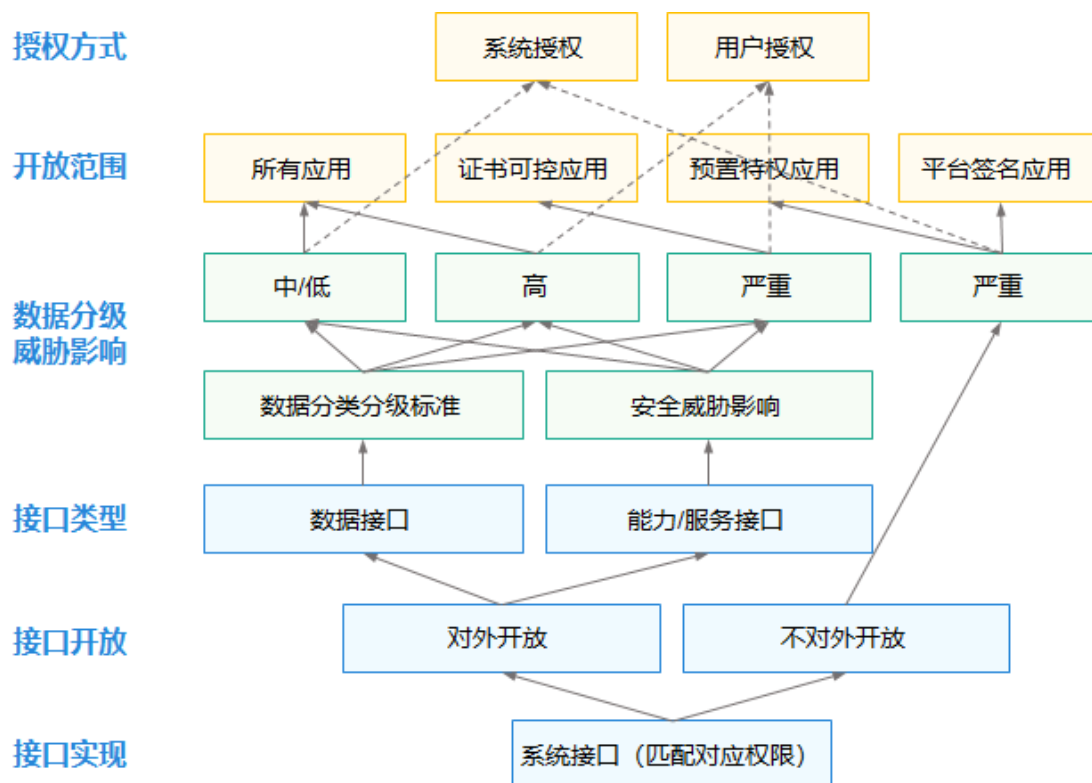 授权方式
系统授权
用户授权
开放范围
所有应用
证书可控应用
预置特权应用
平台签名应用
数据分级
威胁影响
中/低
高
严重
严重
数据分类分级标准
安全威胁影响
接口类型
数据接口
能力/服务接口
接口开放
对外开放
不对外开放
接口实现
系统接口（匹配对应权限）